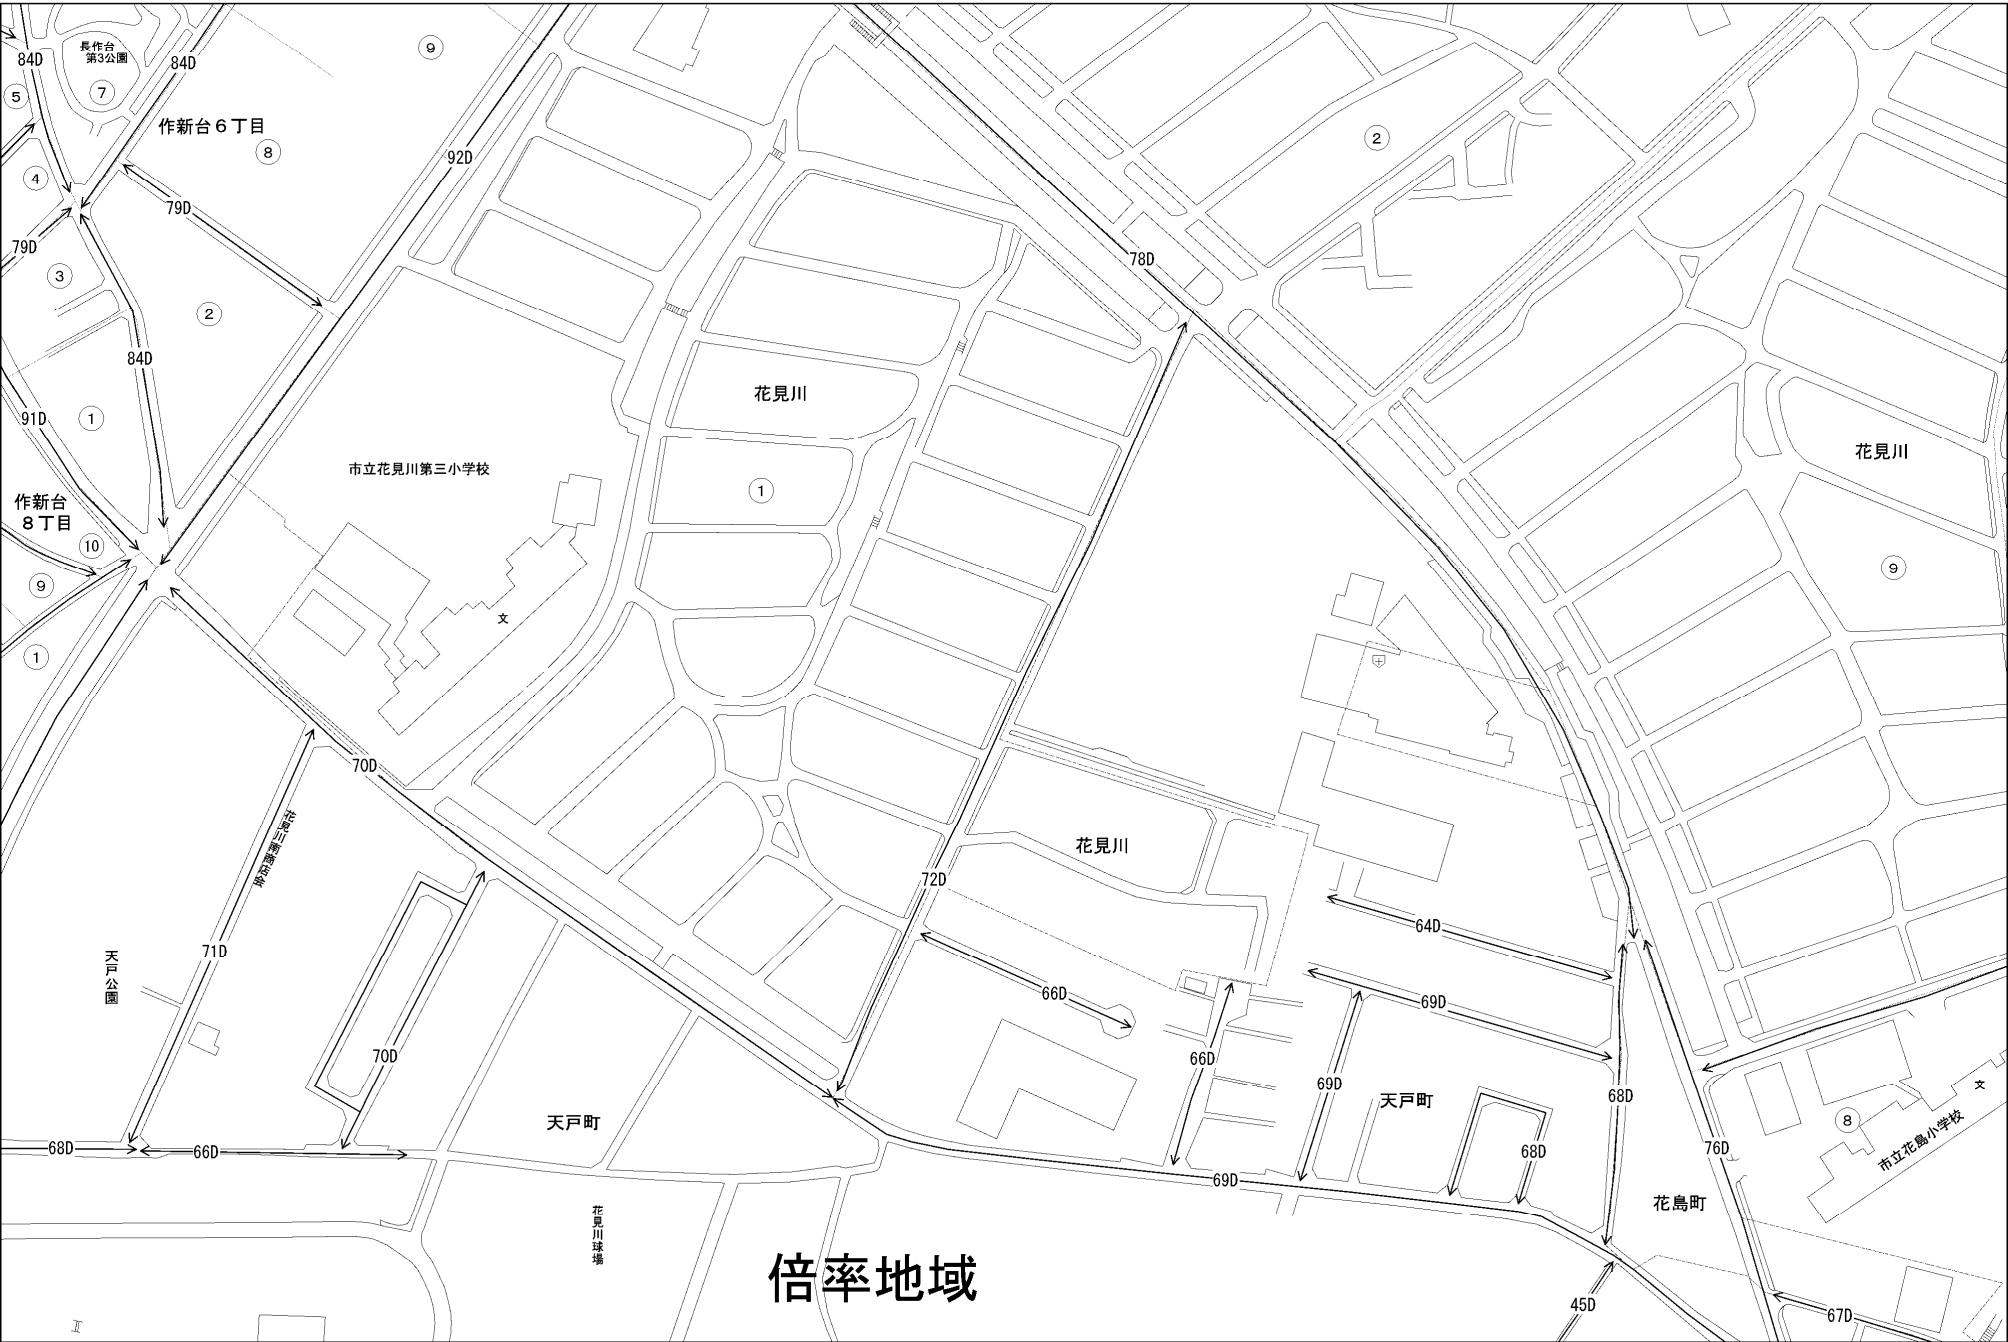 長作台
第3公園
84D
84D
⑨
⑤
⑦
作新台６丁目
⑧
②
92D
④
79D
79D
③
78D
②
84D
91D
①
花見川
市立花見川第三小学校
花見川
①
作新台
８丁目
⑩
⑨
⑨
文
①
70D
花見川南商店会
花見川
72D
64D
71D
天戸公園
66D
69D
70D
66D
69D
天戸町
68D
文
⑧
市立花島小学校
天戸町
68D
66D
68D
76D
69D
花島町
花見川球場
倍率地域
45D
67D
工